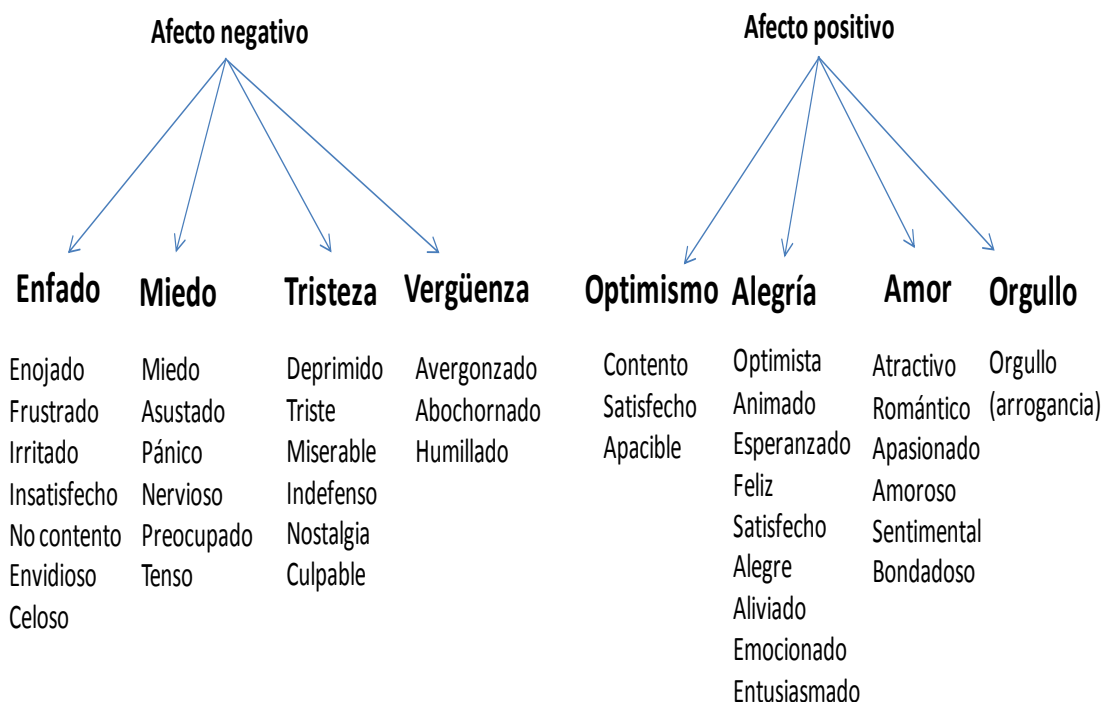 Afecto negativo
Enfado
Enojado
Frustrado
Irritado
Insatisfecho
No contento
Envidioso
Celoso
Miedo
Miedo
Asustado
Pánico
Nervioso
Preocupado
Tenso
Tristeza
Deprimido
Triste
Miserable
Indefenso
Nostalgia
Culpable
Vergüenza
Avergonzado
Abochornado
Humillado
Afecto positivo
Optimismo
Contento
Satisfecho
Apacible
Alegría
Optimista
Animado
Esperanzado
Feliz
Satisfecho
Alegre
Aliviado
Emocionado
Entusiasmado
Amor
Atractivo
Romántico
Apasionado
Amoroso
Sentimental
Bondadoso
Orgullo
Orgullo
(arrogancia)